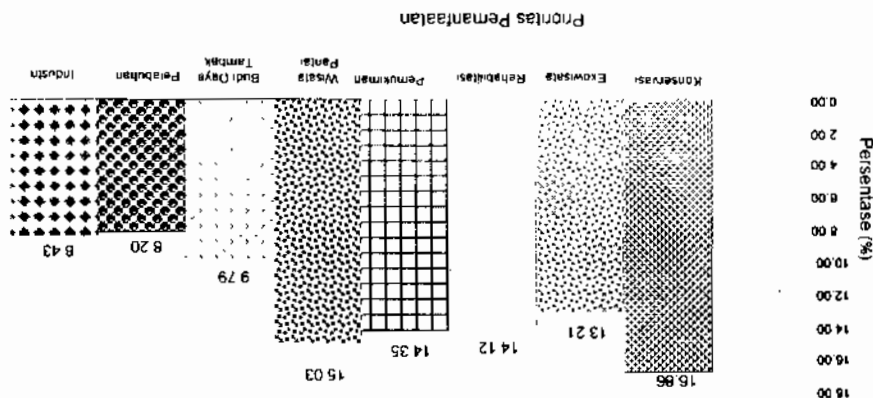 Persentase (%)
18.00
16.00
14.00
12.00
10.00
8.00
6.00
4.00
2.00
0.00
16.86
13.21
14.12
14.35
15.03
9.79
8.20
8.43
Konservasi
Ekowisata
Rehabilitasi
Pemukiman
Wisata
Pantai
Budi Daya
Tambak
Pelabuhan
Industri
Prioritas Pemanfaatan